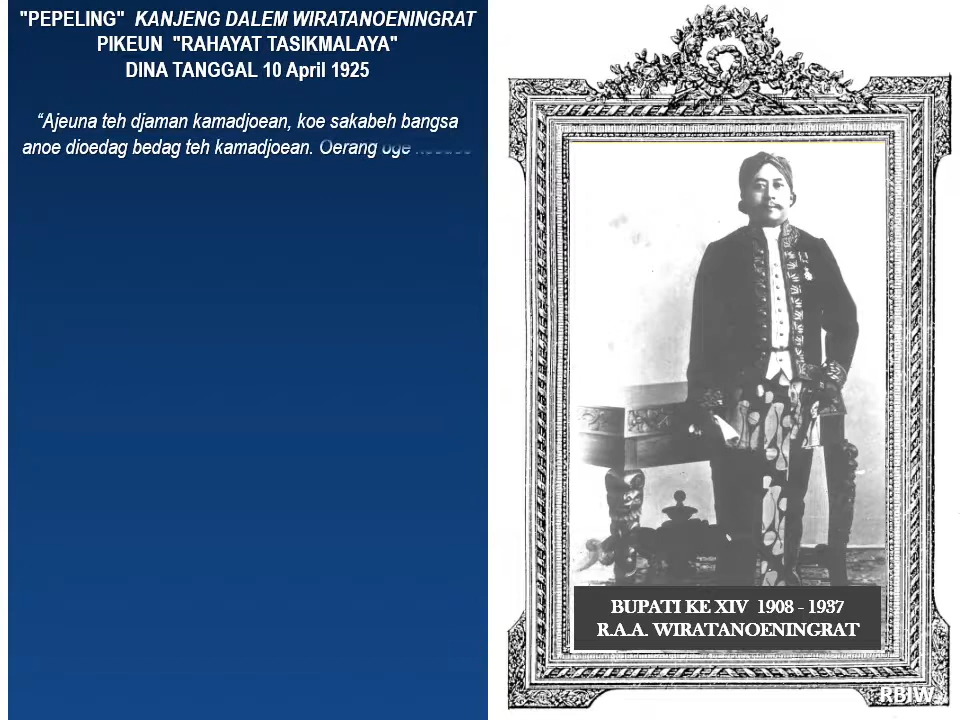 "PEPELING" KANJENG DALEM WIRATANOENINGRAT
PIKEUN "RAHAYAT TASIKMALAYA"
DINA TANGGAL 10 April 1925
“Ajeuna teh djaman kamadjoean, koe sakabeh bangsa
anoe dioedag bedag teh kamadjoean. Oerang oge
BUPATI KE XIV 1908 - 1937
R.A.A. WIRATANOENINGRAT
RBIW